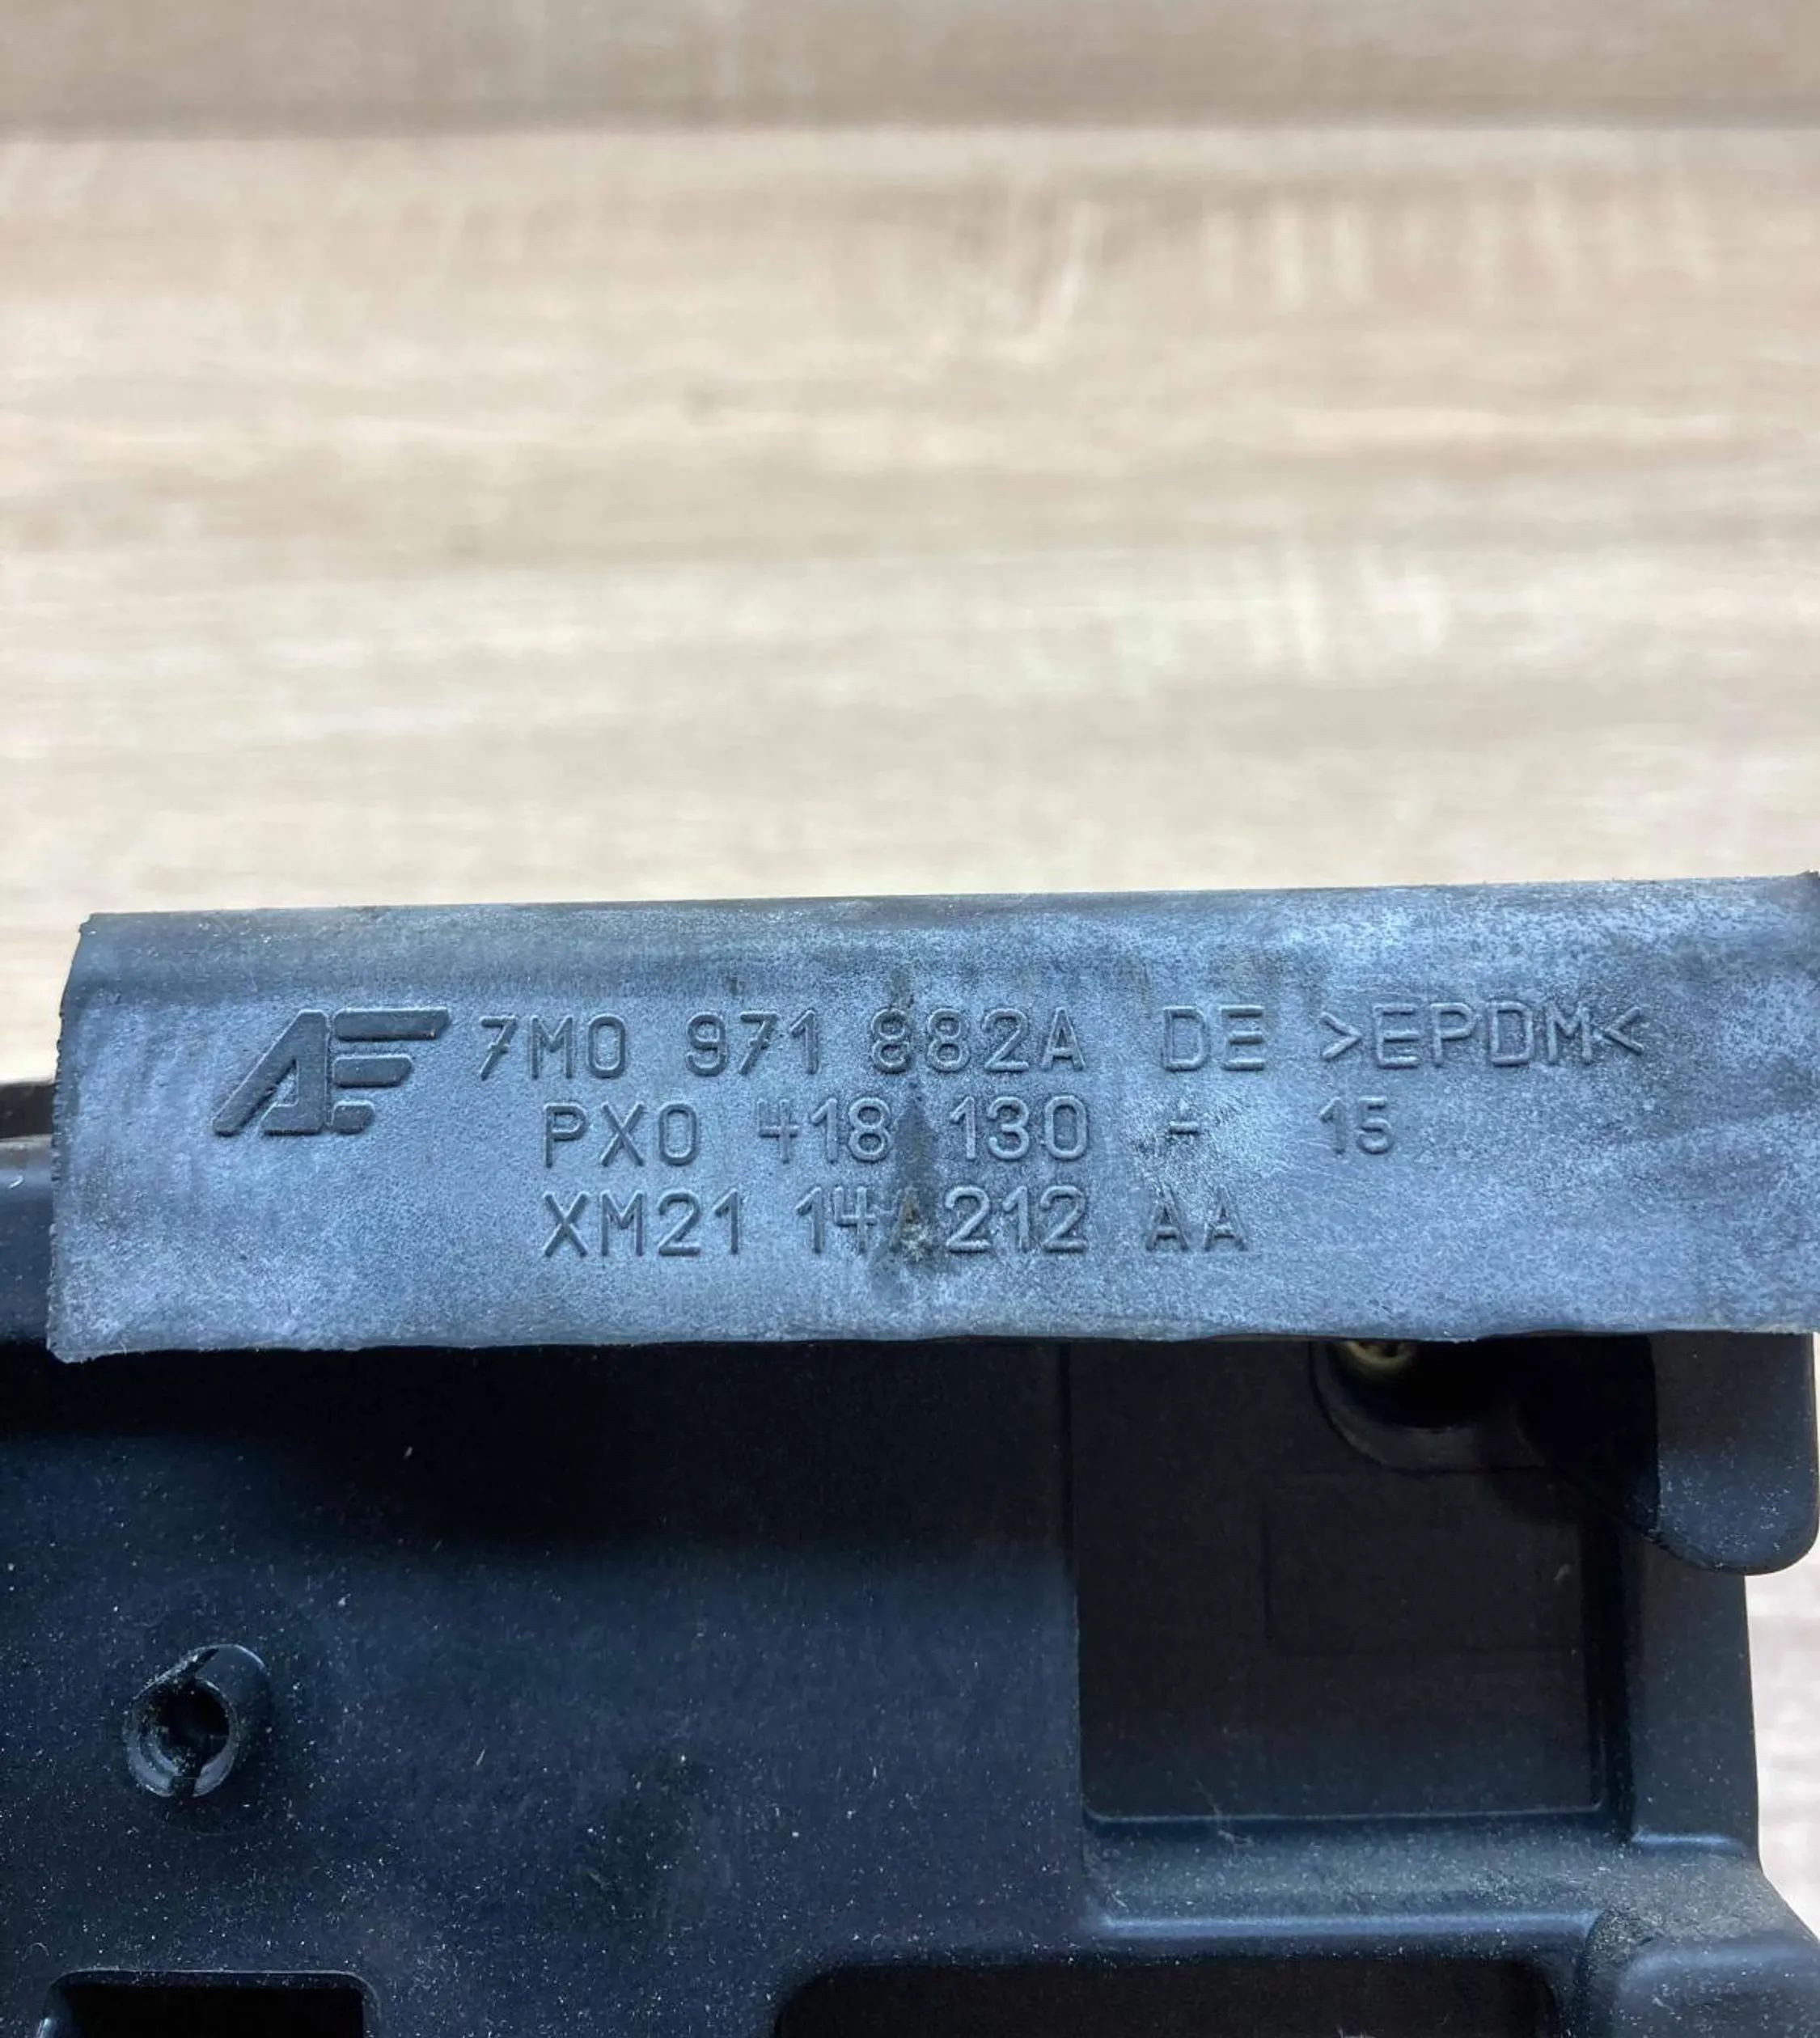 AF 7M0 971 882A DE >EPDM<
PX0 418 130 - 15
XM21 14A212 AA